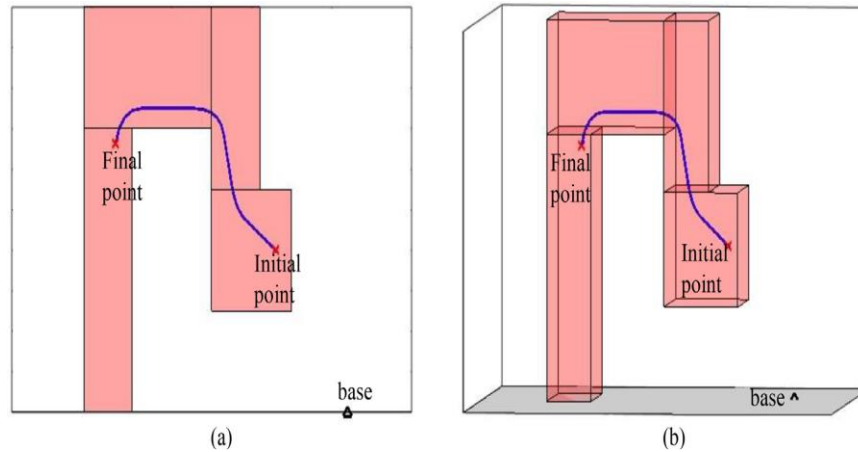 Final
point
Initial
point
base
(a)
Final
point
Initial
point
base
(b)